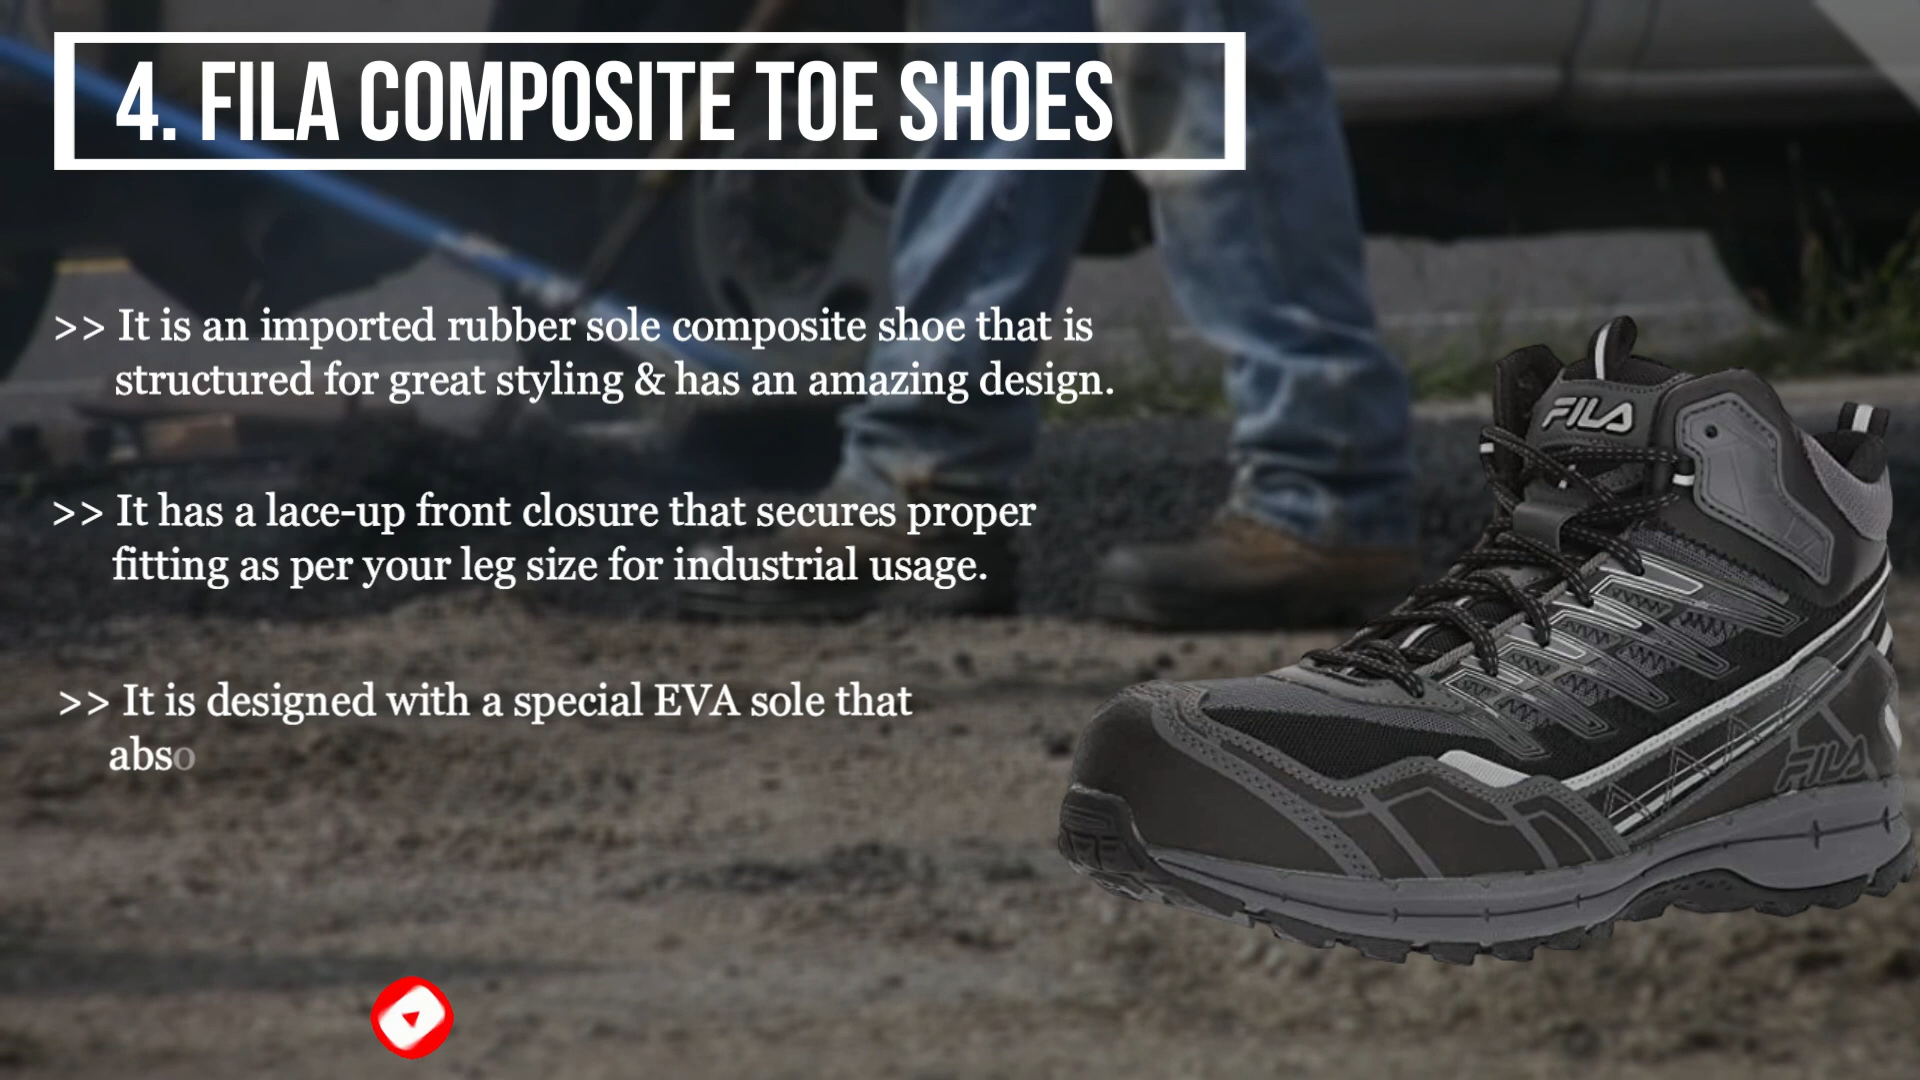 4. FILA COMPOSITE TOE SHOES
>> It is an imported rubber sole composite shoe that is
structured for great styling & has an amazing design.
>> It has a lace-up front closure that secures proper
fitting as per your leg size for industrial usage.
>> It is designed with a special EVA sole that
abso
FILA
FILA